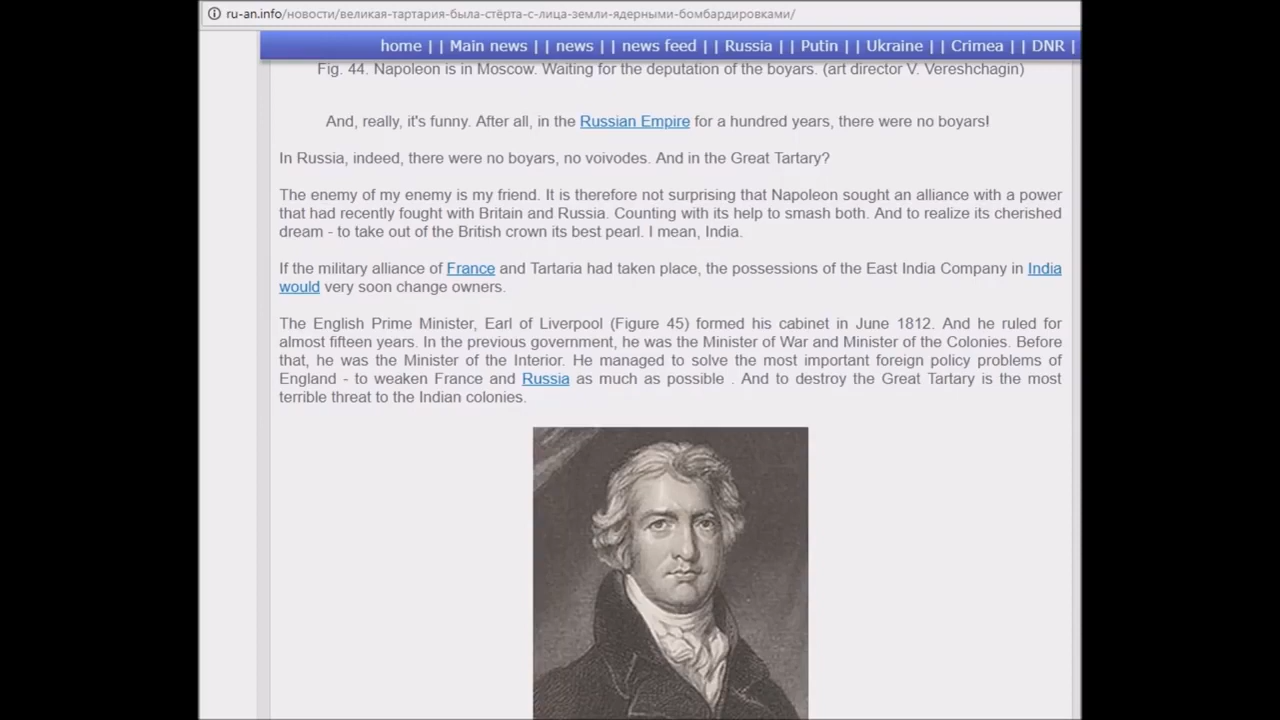 ru-an.info/новости/великая-тартария-была-стёрта-с-лица-земли-ядерными-бомбардировками/
home | | Main news | | news | | news feed | | Russia | | Putin | | Ukraine | | Crimea | | DNR |
Fig. 44. Napoleon is in Moscow. Waiting for the deputation of the boyars. (art director V. Vereshchagin)
And, really, it's funny. After all, in the Russian Empire for a hundred years, there were no boyars!
In Russia, indeed, there were no boyars, no voivodes. And in the Great Tartary?
The enemy of my enemy is my friend. It is therefore not surprising that Napoleon sought an alliance with a power
that had recently fought with Britain and Russia. Counting with its help to smash both. And to realize its cherished
dream - to take out of the British crown its best pearl. I mean, India.
If the military alliance of France and Tartaria had taken place, the possessions of the East India Company in India
would very soon change owners.
The English Prime Minister, Earl of Liverpool (Figure 45) formed his cabinet in June 1812. And he ruled for
almost fifteen years. In the previous government, he was the Minister of War and Minister of the Colonies. Before
that, he was the Minister of the Interior. He managed to solve the most important foreign policy problems of
England - to weaken France and Russia as much as possible . And to destroy the Great Tartary is the most
terrible threat to the Indian colonies.